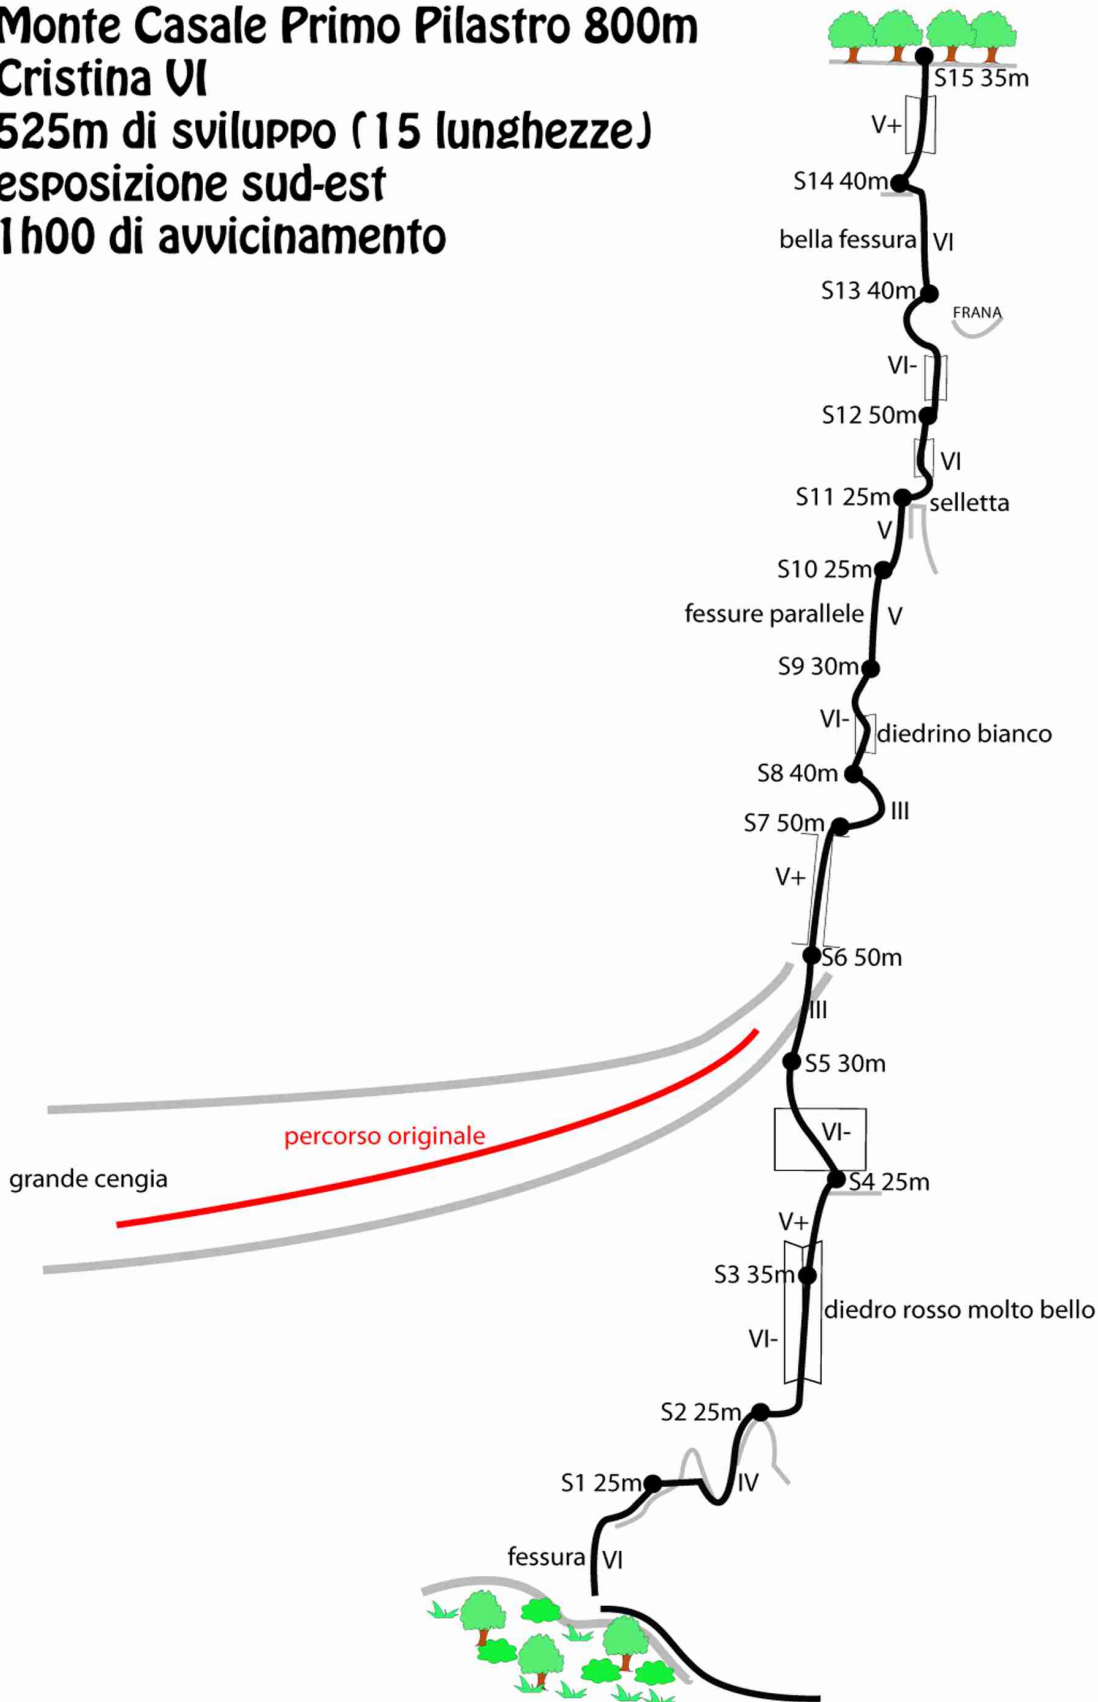 Monte Casale Primo Pilastro 800m
Cristina VI
525m di sviluppo (15 lunghezze)
esposizione sud-est
1h00 di avvicinamento
S15 35m
V+
S14 40m
bella fessura VI
S13 40m
FRANA
VI-
S12 50m
VI
S11 25m
selletta
V
S10 25m
fessure parallele V
S9 30m
VI-
diedrino bianco
S8 40m
III
S7 50m
V+
S6 50m
III
S5 30m
VI-
percorso originale
grande cengia
S4 25m
V+
S3 35m
diedro rosso molto bello
VI-
S2 25m
S1 25m
IV
fessura VI